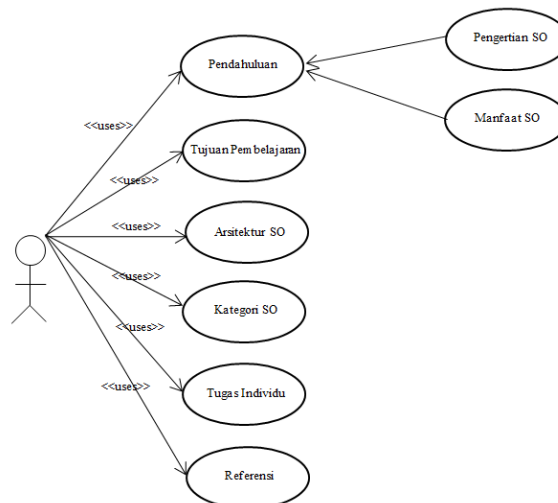 Pengertian SO
Pendahuluan
Manfaat SO
<<uses>>
Tujuan Pembelajaran
<<uses>>
<<uses>>
Arsitektur SO
<<uses>>
Kategori SO
<<uses>>
<<uses>>
Tugas Individu
Referensi